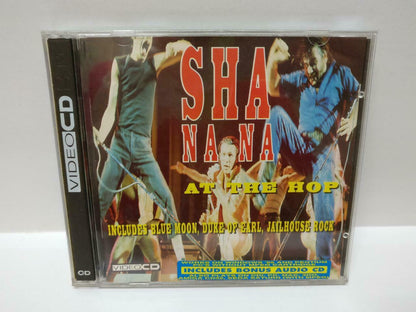 SHA
NA NA
AT THE HOP
INCLUDES BLUE MOON, DUKE OF EARL, JAILHOUSE ROCK
VIDEO CD
INCLUDES BONUS AUDIO CD
VIDEO CD
CD